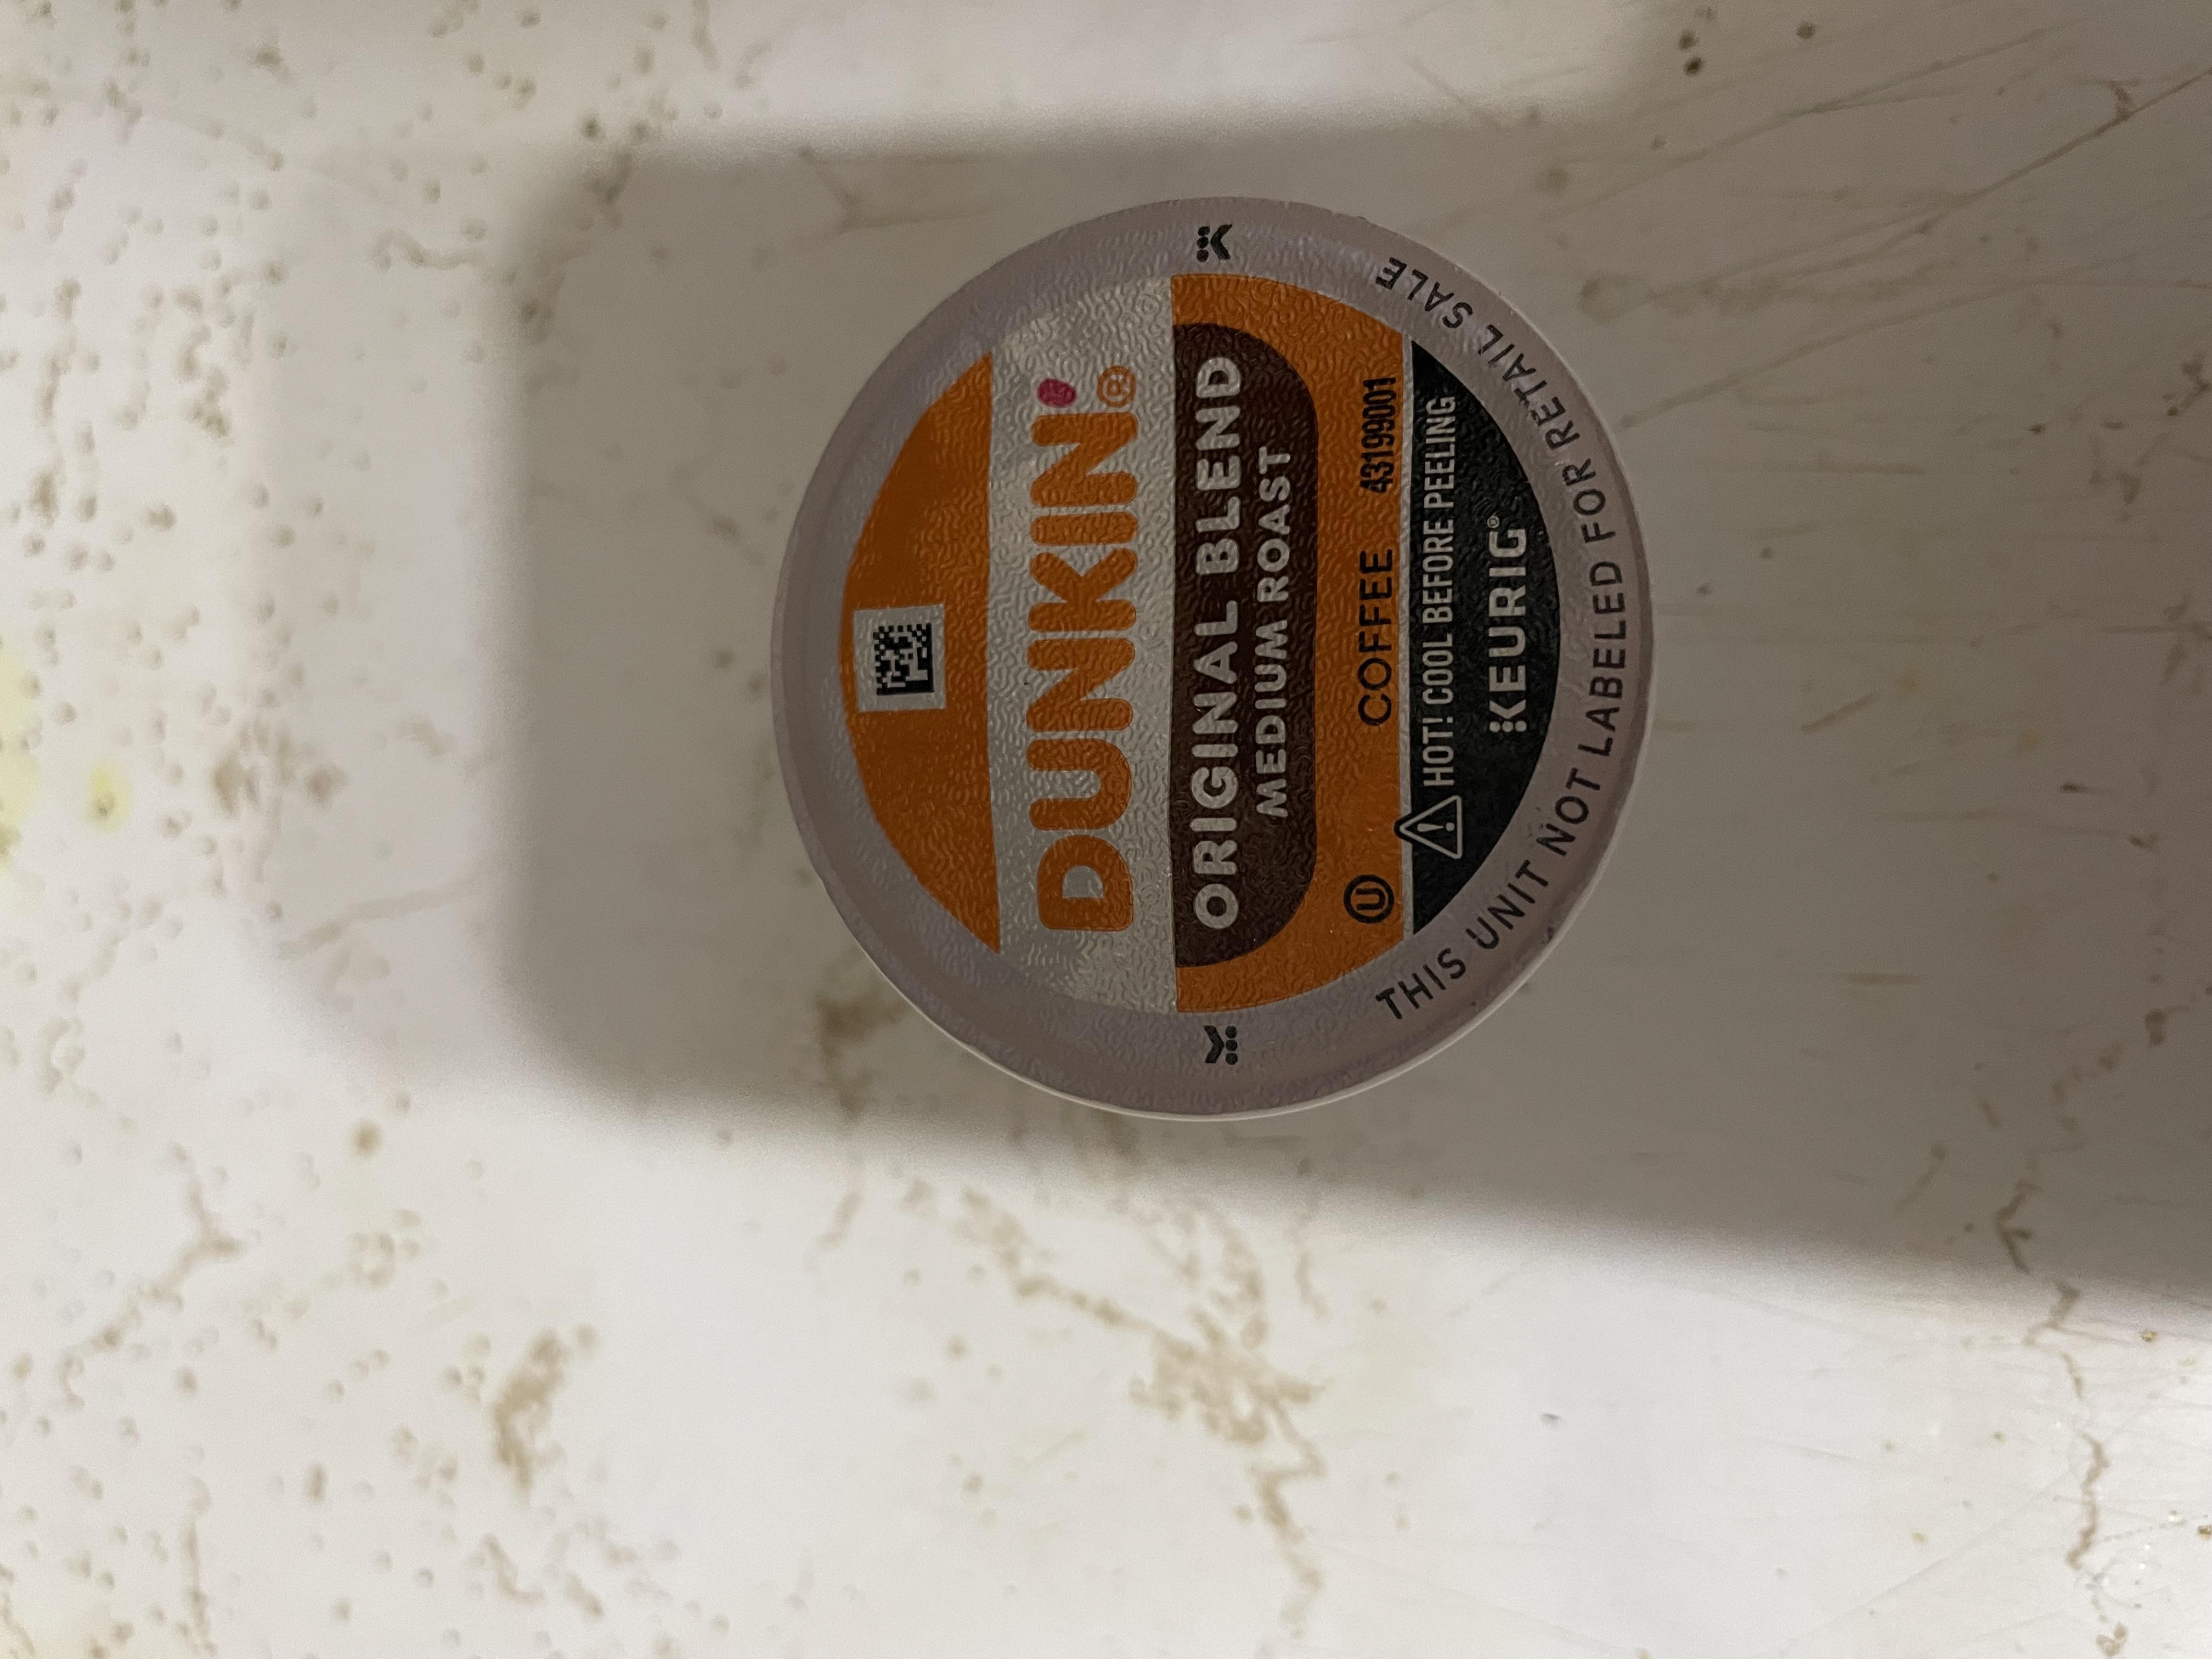 DUNKIN'®
ORIGINAL BLEND
MEDIUM ROAST
U COFFEE 43199001
HOT! COOL BEFORE PEELING
KEURIG®
THIS UNIT NOT LABELED FOR RETAIL SALE
K
K